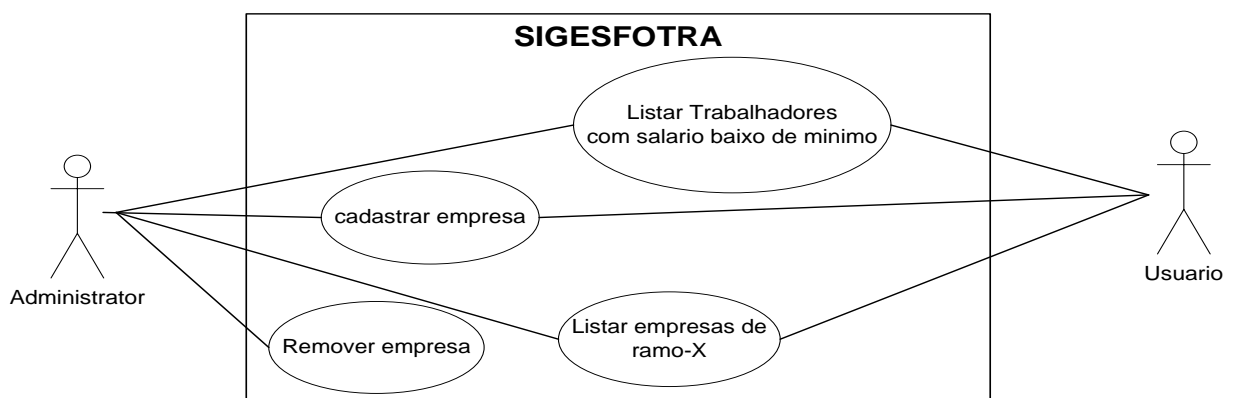 SIGESFOTRA
Listar Trabalhadores
com salario baixo de minimo
cadastrar empresa
Usuario
Administrator
Listar empresas de
ramo-X
Remover empresa